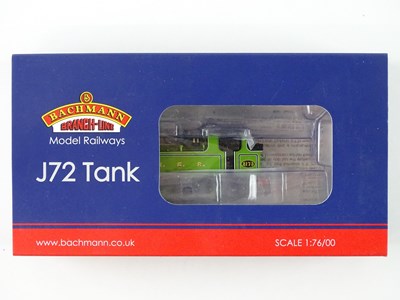 BACHMANN
BRANCH-LINE
Model Railways
J72 Tank
www.bachmann.co.uk
SCALE 1:76/00